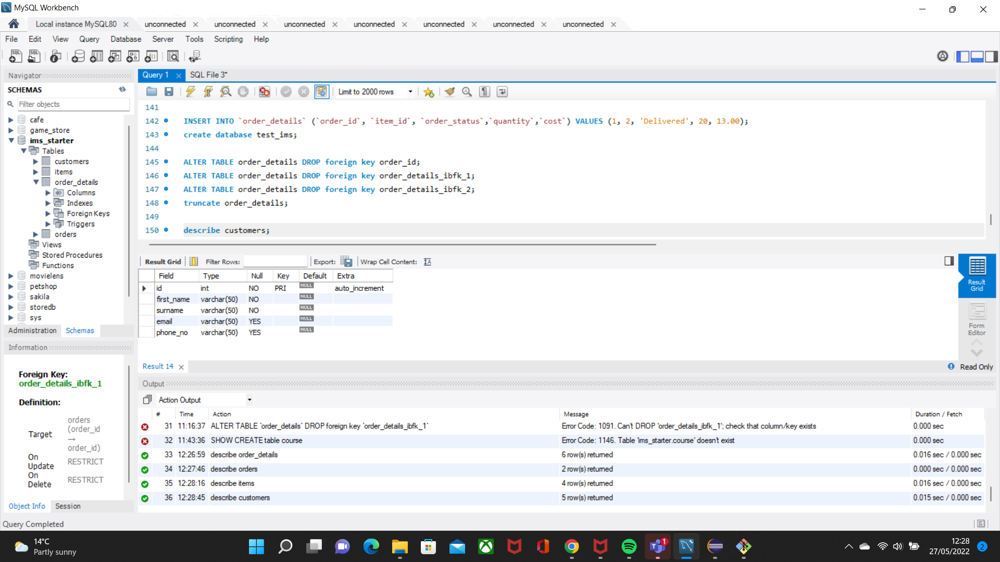 MySQL Workbench
Local instance MySQL80
unconnected
unconnected
unconnected
unconnected
unconnected
unconnected
unconnected
File Edit View Query Database Server Tools Scripting Help
Navigator
SCHEMAS
Filter objects
cafe
game_store
ims_starter
Tables
customers
items
order_details
Columns
Indexes
Foreign Keys
Triggers
orders
Views
Stored Procedures
Functions
movielens
petshop
sakila
storedb
sys
Administration Schemas
Information
Foreign Key:
order_details_ibfk_1
Definition:
Target orders (order_id → order_id)
On Update RESTRICT
On Delete RESTRICT
Object Info Session
Query Completed
Query 1 SQL File 3*
Limit to 2000 rows
141
142 INSERT INTO `order_details` (`order_id`, `item_id`, `order_status`,`quantity`,`cost`) VALUES (1, 2, 'Delivered', 20, 13.00);
143 create database test_ims;
144
145 ALTER TABLE order_details DROP foreign key order_id;
146 ALTER TABLE order_details DROP foreign key order_details_ibfk_1;
147 ALTER TABLE order_details DROP foreign key order_details_ibfk_2;
148 truncate order_details;
149
150 describe customers;
Result Grid Filter Rows: Export: Wrap Cell Content:
Field Type Null Key Default Extra
id int NO PRI NULL auto_increment
first_name varchar(50) NO NULL
surname varchar(50) NO NULL
email varchar(50) YES NULL
phone_no varchar(50) YES NULL
Result Grid
Form Editor
Result 14
Read Only
Output
Action Output
# Time Action Message Duration / Fetch
31 11:16:37 ALTER TABLE `order_details` DROP foreign key `order_details_ibfk_1` Error Code: 1091. Can't DROP 'order_details_ibfk_1'; check that column/key exists 0.000 sec
32 11:43:36 SHOW CREATE table course Error Code: 1146. Table 'ims_starter.course' doesn't exist 0.000 sec
33 12:26:59 describe order_details 6 row(s) returned 0.016 sec / 0.000 sec
34 12:27:46 describe orders 2 row(s) returned 0.000 sec / 0.000 sec
35 12:28:16 describe items 4 row(s) returned 0.016 sec / 0.000 sec
36 12:28:45 describe customers 5 row(s) returned 0.015 sec / 0.000 sec
14°C
Partly sunny
1
12:28
27/05/2022
2